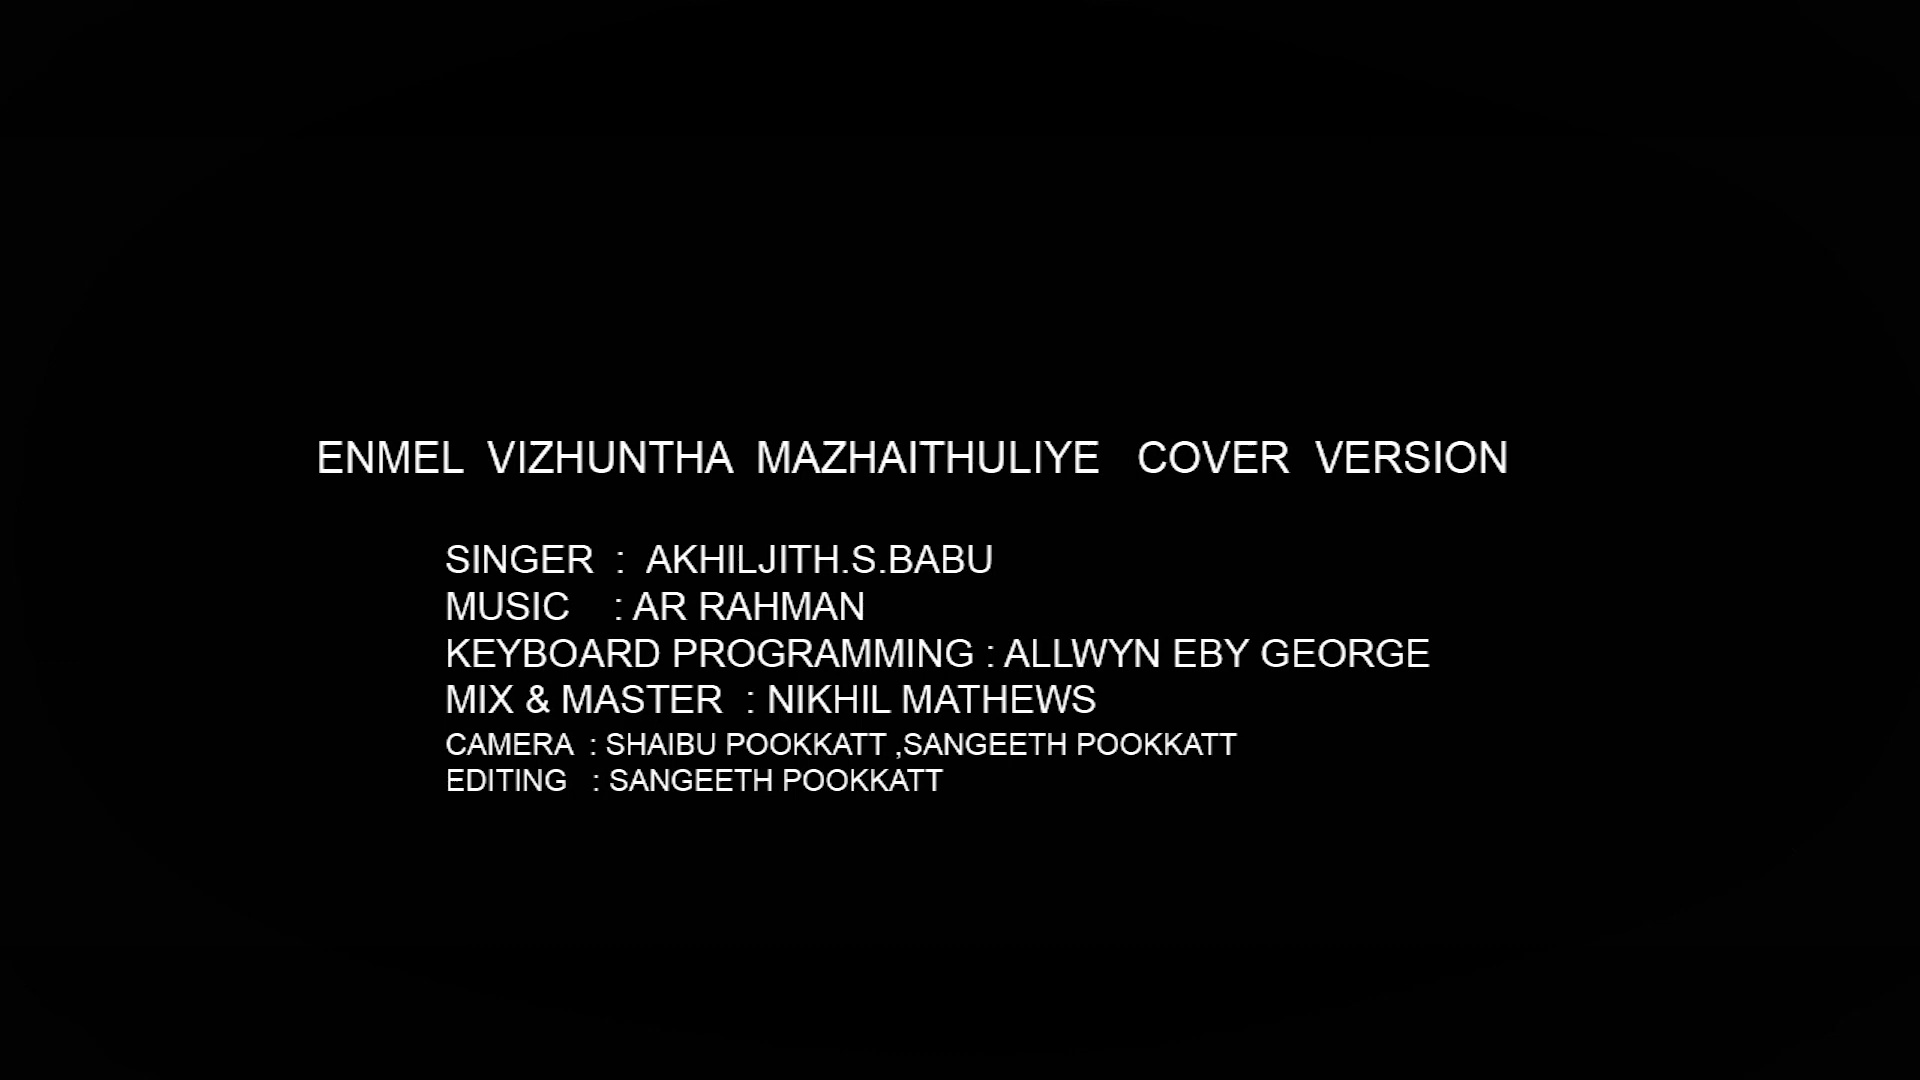 ENMEL VIZHUNTHA MAZHAITHULIYE COVER VERSION
SINGER : AKHILJITH.S.BABU
MUSIC : AR RAHMAN
KEYBOARD PROGRAMMING : ALLWYN EBY GEORGE
MIX & MASTER : NIKHIL MATHEWS
CAMERA : SHAIBU POOKKATT ,SANGEETH POOKKATT
EDITING : SANGEETH POOKKATT